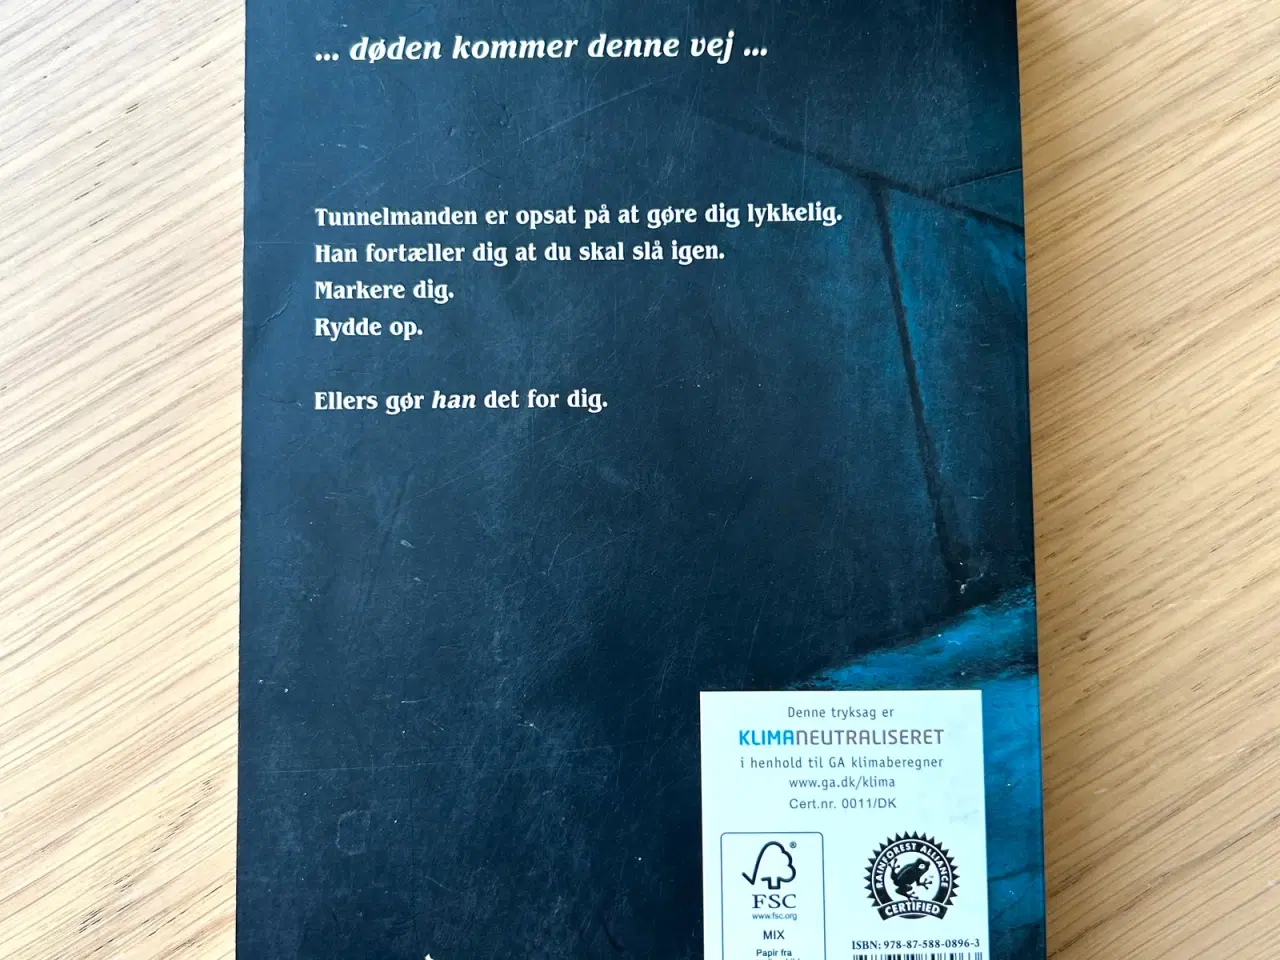 ... døden kommer denne vej ...
Tunnelmanden er opsat på at gøre dig lykkelig.
Han fortæller dig at du skal slå igen.
Markere dig.
Rydde op.
Ellers gør han det for dig.
Denne tryksag er
KLIMANEUTRALISERET
i henhold til GA klimaberegner
www.ga.dk/klima
Cert.nr. 0011/DK
®
FSC
www.fsc.org
MIX
Papir fra
RAINFOREST ALLIANCE
CERTIFIED
ISBN: 978-87-588-0896-3